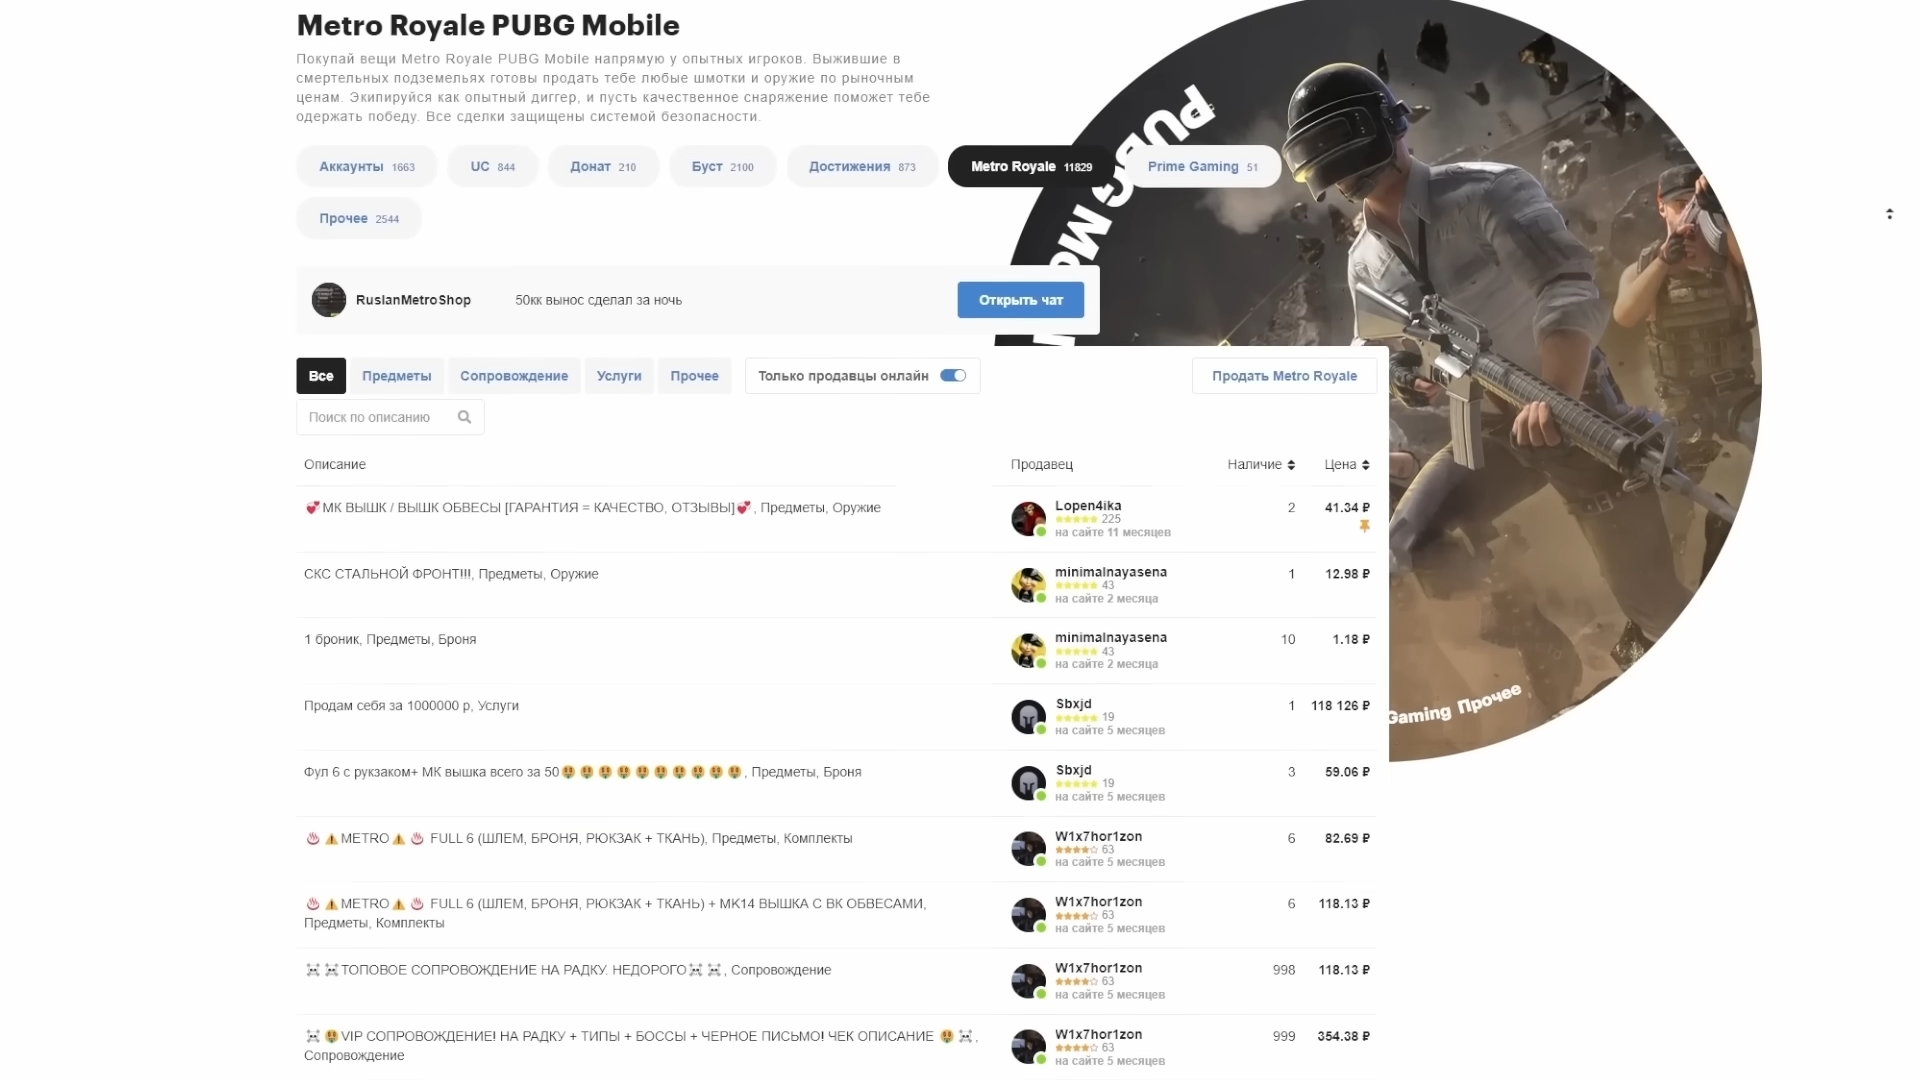 Metro Royale PUBG Mobile
Покупай вещи Metro Royale PUBG Mobile напрямую у опытных игроков. Выжившие в
смертельных подземельях готовы продать тебе любые шмотки и оружие по рыночным
ценам. Экипируйся как опытный диггер, и пусть качественное снаряжение поможет тебе
одержать победу. Все сделки защищены системой безопасности.
PUBG Mo
Аккаунты 1663 UC 844 Донат 210 Буст 2100 Достижения 873 Metro Royale 11829 Prime Gaming 51
Прочее 2544
RuslanMetroShop 50кк вынос сделал за ночь Открыть чат
Все Предметы Сопровождение Услуги Прочее Только продавцы онлайн Продать Metro Royale
Поиск по описанию
Описание Продавец Наличие Цена
💞МК ВЫШК / ВЫШК ОБВЕСЫ [ГАРАНТИЯ = КАЧЕСТВО, ОТЗЫВЫ]💞, Предметы, Оружие Lopen4ika 2 41.34 ₽
225
на сайте 11 месяцев
СКС СТАЛЬНОЙ ФРОНТ!!!, Предметы, Оружие minimalnayasena 1 12.98 ₽
43
на сайте 2 месяца
1 броник, Предметы, Броня minimalnayasena 10 1.18 ₽
43
на сайте 2 месяца
Продам себя за 1000000 р, Услуги Sbxjd 1 118 126 ₽
19
на сайте 5 месяцев
Gaming Прочее
Фул 6 с рукзаком+ МК вышка всего за 50🤑🤑🤑🤑🤑🤑🤑🤑🤑🤑, Предметы, Броня Sbxjd 3 59.06 ₽
19
на сайте 5 месяцев
♨️⚠️METRO⚠️♨️ FULL 6 (ШЛЕМ, БРОНЯ, РЮКЗАК + ТКАНЬ), Предметы, Комплекты W1x7hor1zon 6 82.69 ₽
63
на сайте 5 месяцев
♨️⚠️METRO⚠️♨️ FULL 6 (ШЛЕМ, БРОНЯ, РЮКЗАК + ТКАНЬ) + МК14 ВЫШКА С ВК ОБВЕСАМИ, W1x7hor1zon 6 118.13 ₽
Предметы, Комплекты 63
на сайте 5 месяцев
☠️☠️ТОПОВОЕ СОПРОВОЖДЕНИЕ НА РАДКУ. НЕДОРОГО☠️☠️, Сопровождение W1x7hor1zon 998 118.13 ₽
63
на сайте 5 месяцев
☠️🤑VIP СОПРОВОЖДЕНИЕ! НА РАДКУ + ТИПЫ + БОССЫ + ЧЕРНОЕ ПИСЬМО! ЧЕК ОПИСАНИЕ 🤑☠️, W1x7hor1zon 999 354.38 ₽
Сопровождение 63
на сайте 5 месяцев